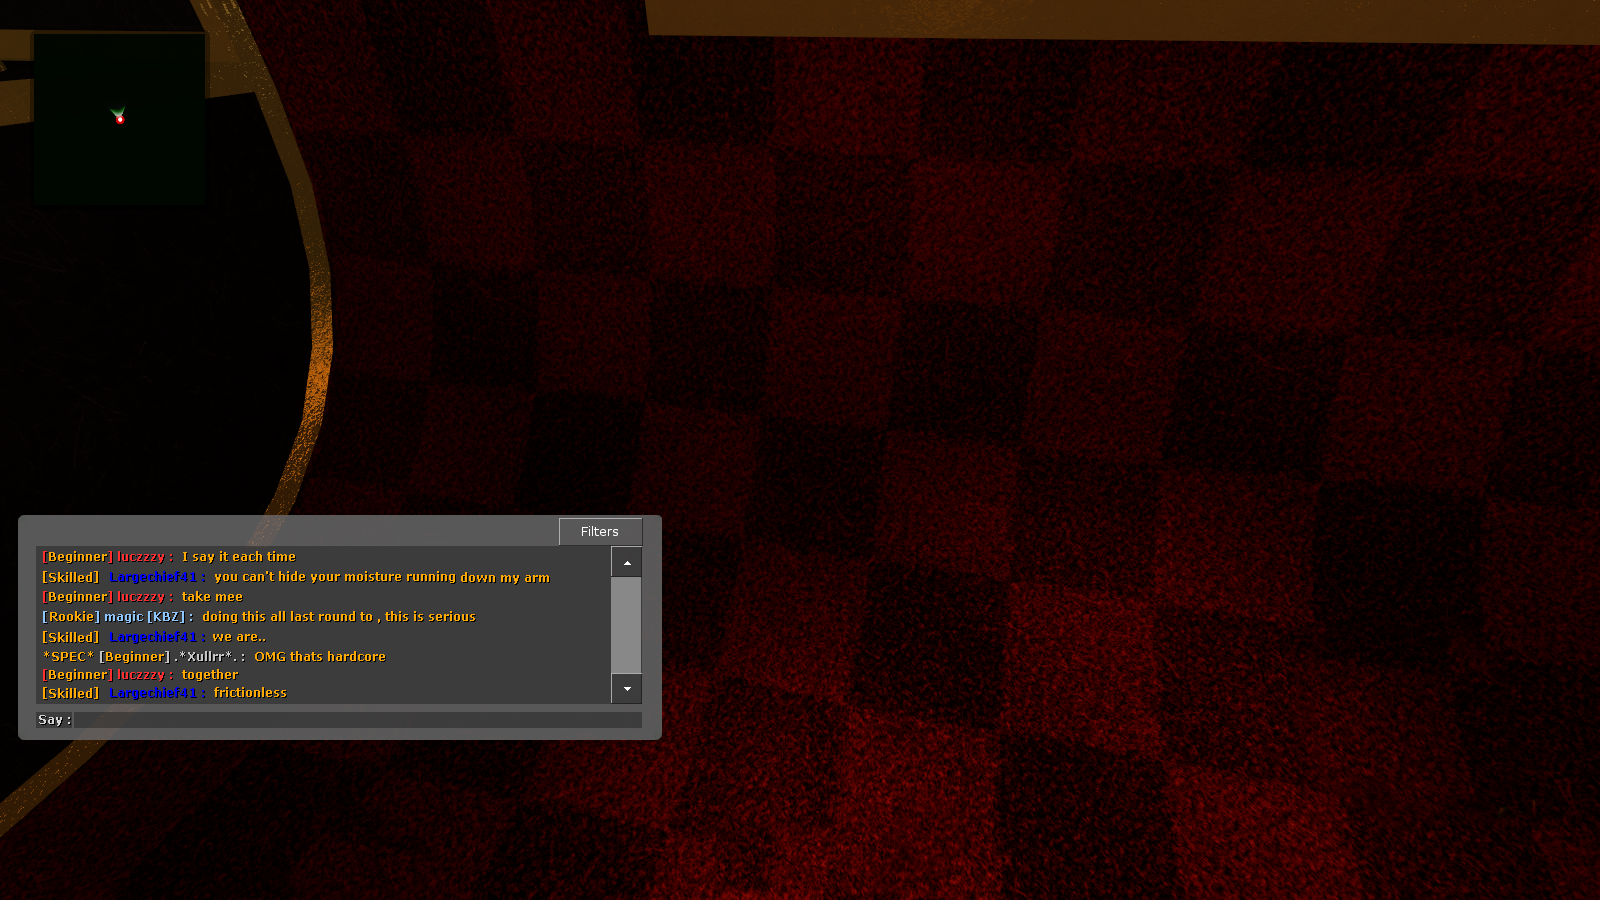 Filters
[Beginner] luczzzy : I say it each time
[Skilled] Largechief41 : you can't hide your moisture running down my arm
[Beginner] luczzzy : take mee
[Rookie] magic [KBZ] : doing this all last round to , this is serious
[Skilled] Largechief41 : we are..
*SPEC* [Beginner] .*Xullrr*. : OMG thats hardcore
[Beginner] luczzzy : together
[Skilled] Largechief41 : frictionless
Say :